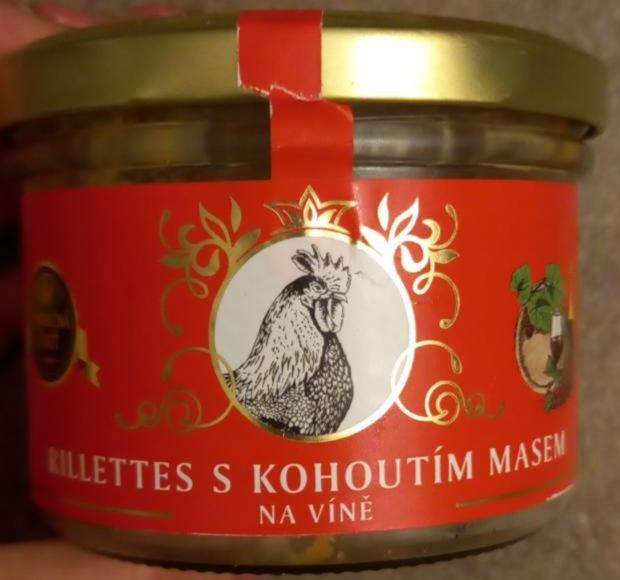 RILLETTES S KOHOUTÍM MASEM
NA VÍNĚ